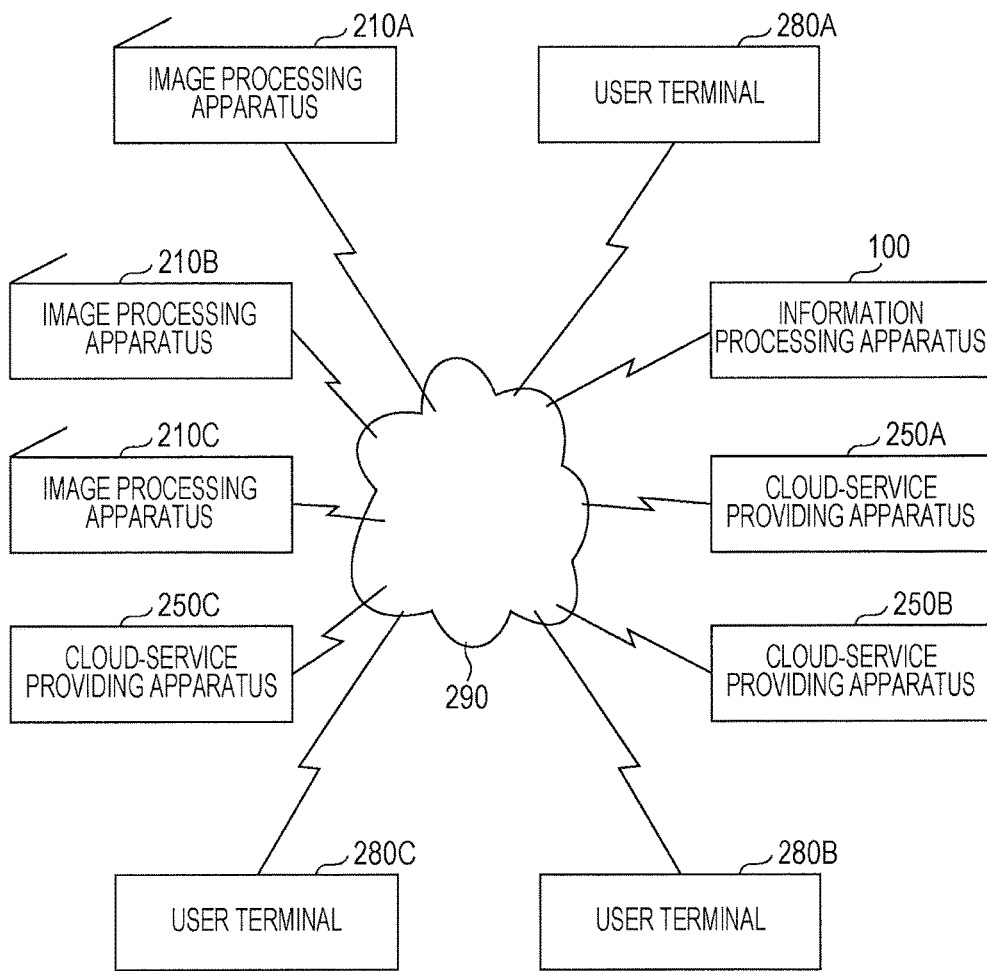 210A
IMAGE PROCESSING
APPARATUS
280A
USER TERMINAL
210B
IMAGE PROCESSING
APPARATUS
100
INFORMATION
PROCESSING APPARATUS
210C
IMAGE PROCESSING
APPARATUS
250A
CLOUD-SERVICE
PROVIDING APPARATUS
250C
CLOUD-SERVICE
PROVIDING APPARATUS
250B
CLOUD-SERVICE
PROVIDING APPARATUS
290
280C
USER TERMINAL
280B
USER TERMINAL